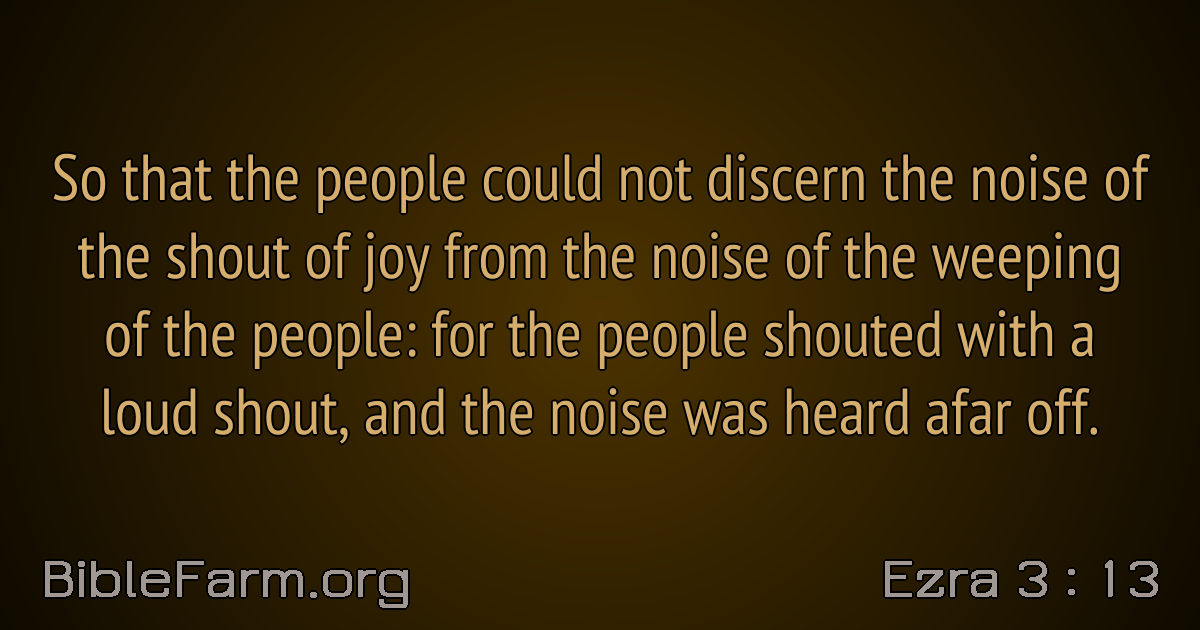 So that the people could not discern the noise of
the shout of joy from the noise of the weeping
of the people: for the people shouted with a
loud shout, and the noise was heard afar off.
BibleFarm.org
Ezra 3 : 13